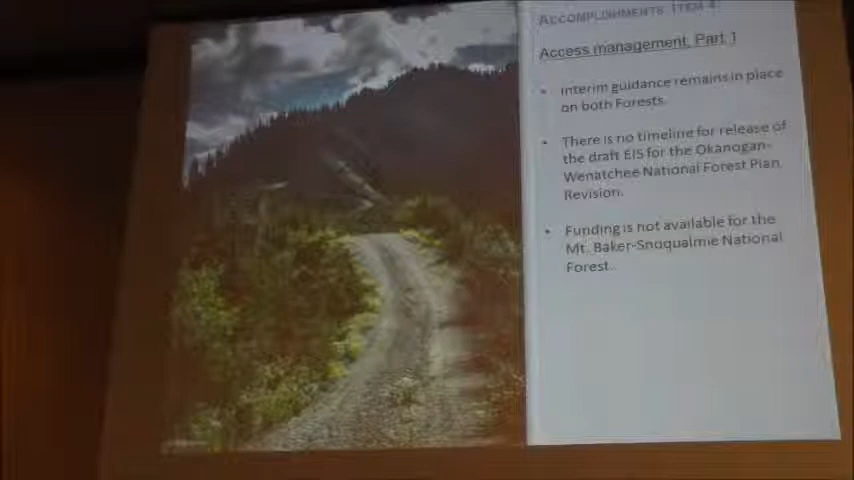 ACCOMPLISHMENTS ITEM 4
Access management, Part 1
• Interim guidance remains in place
on both Forests.
• There is no timeline for release of
the draft EIS for the Okanogan-
Wenatchee National Forest Plan
Revision.
• Funding is not available for the
Mt. Baker-Snoqualmie National
Forest.